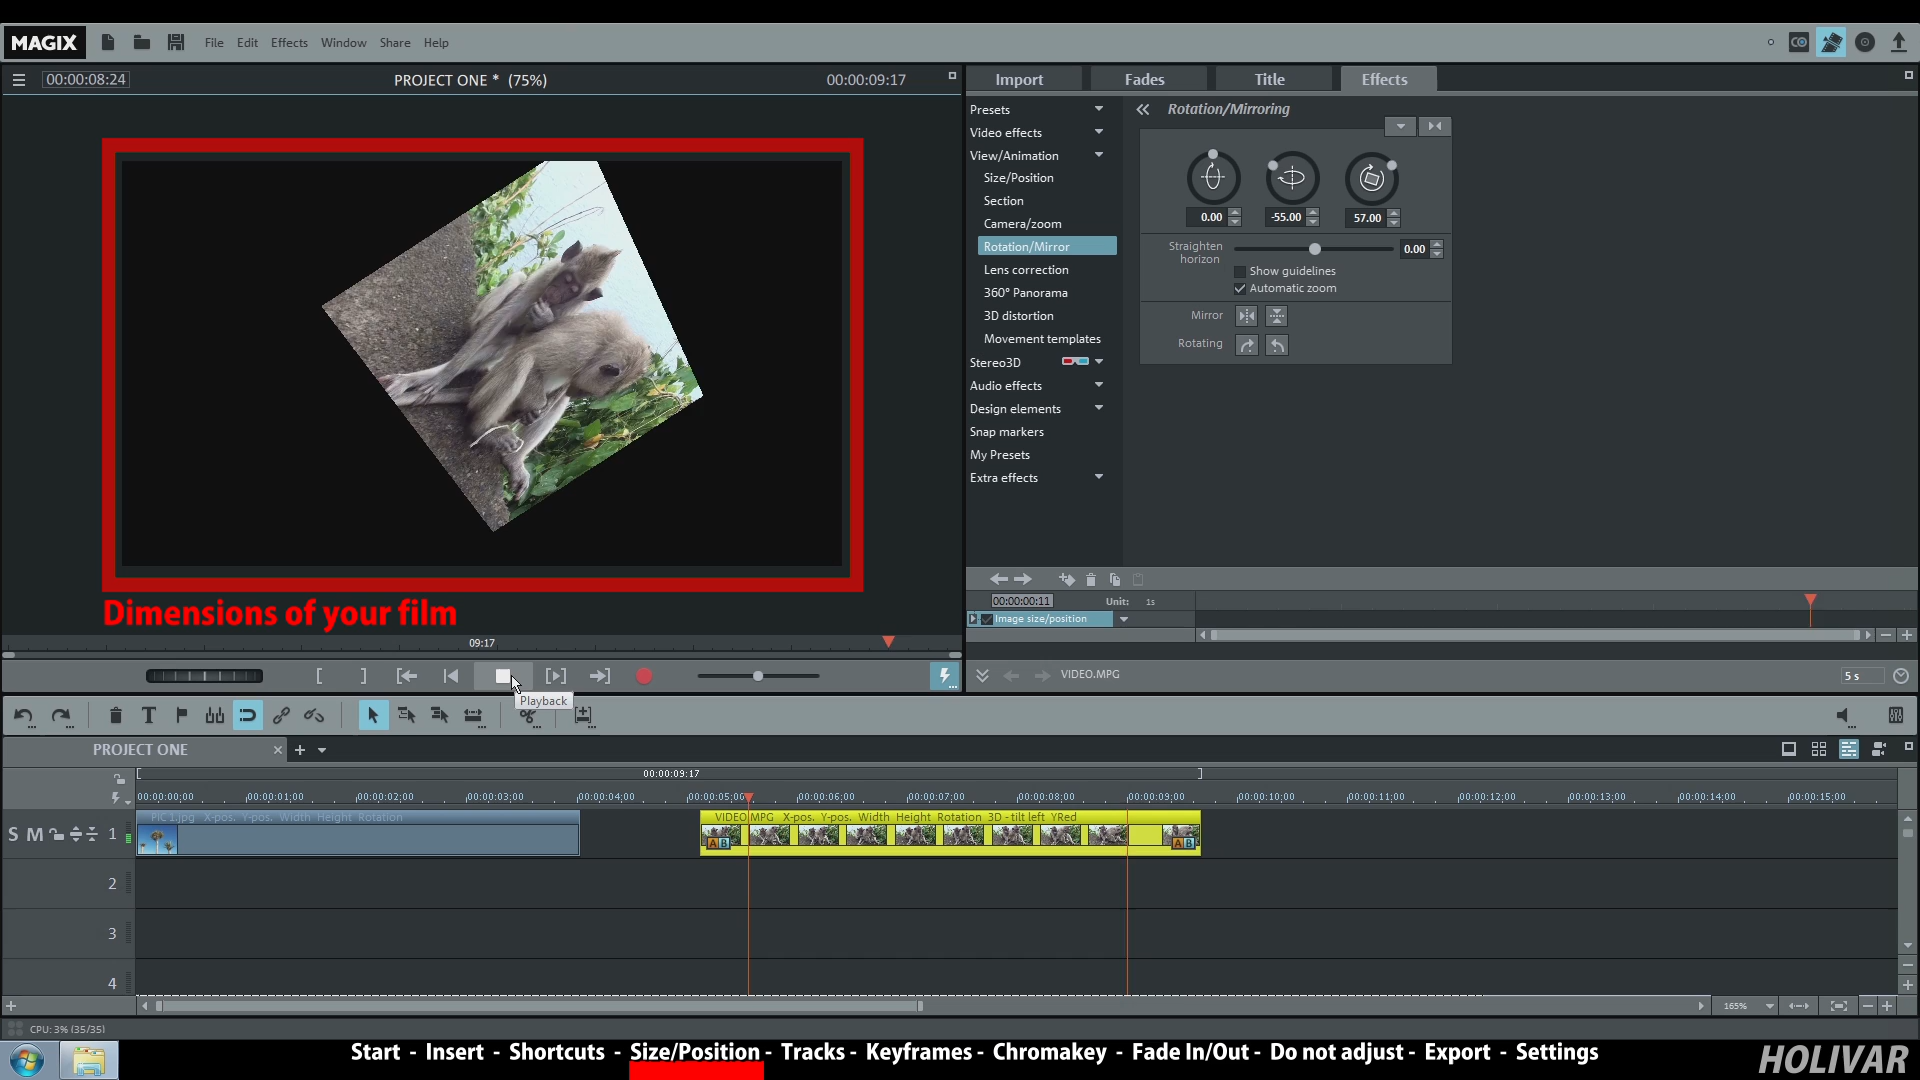 MAGIX File Edit Effects Window Share Help
00:00:08:24 PROJECT ONE * (75%) 00:00:09:17
Import Fades Title Effects
Presets
Video effects
View/Animation
Size/Position
Section
Camera/zoom
Rotation/Mirror
Lens correction
360° Panorama
3D distortion
Movement templates
Stereo3D
Audio effects
Design elements
Snap markers
My Presets
Extra effects
Rotation/Mirroring
0.00 -55.00 57.00
Straighten horizon 0.00
Show guidelines
Automatic zoom
Mirror
Rotating
Dimensions of your film
09:17
Playback
00:00:00:11 Unit: 1s
Image size/position
VIDEO.MPG 5 s
PROJECT ONE
00:00:09:17
00:00:00;00 00:00:01;00 00:00:02;00 00:00:03;00 00:00:04;00 00:00:05;00 00:00:06;00 00:00:07;00 00:00:08;00 00:00:09;00 00:00:10;00 00:00:11;00 00:00:12;00 00:00:13;00 00:00:14;00 00:00:15;00
S M 1
PIC 1.jpg X-pos. Y-pos. Width Height Rotation
VIDEO.MPG X-pos. Y-pos. Width Height Rotation 3D - tilt left YRed
A B A B
2
3
4
165%
CPU: 3% (35/35)
Start - Insert - Shortcuts - Size/Position - Tracks - Keyframes - Chromakey - Fade In/Out - Do not adjust - Export - Settings
HOLIVAR